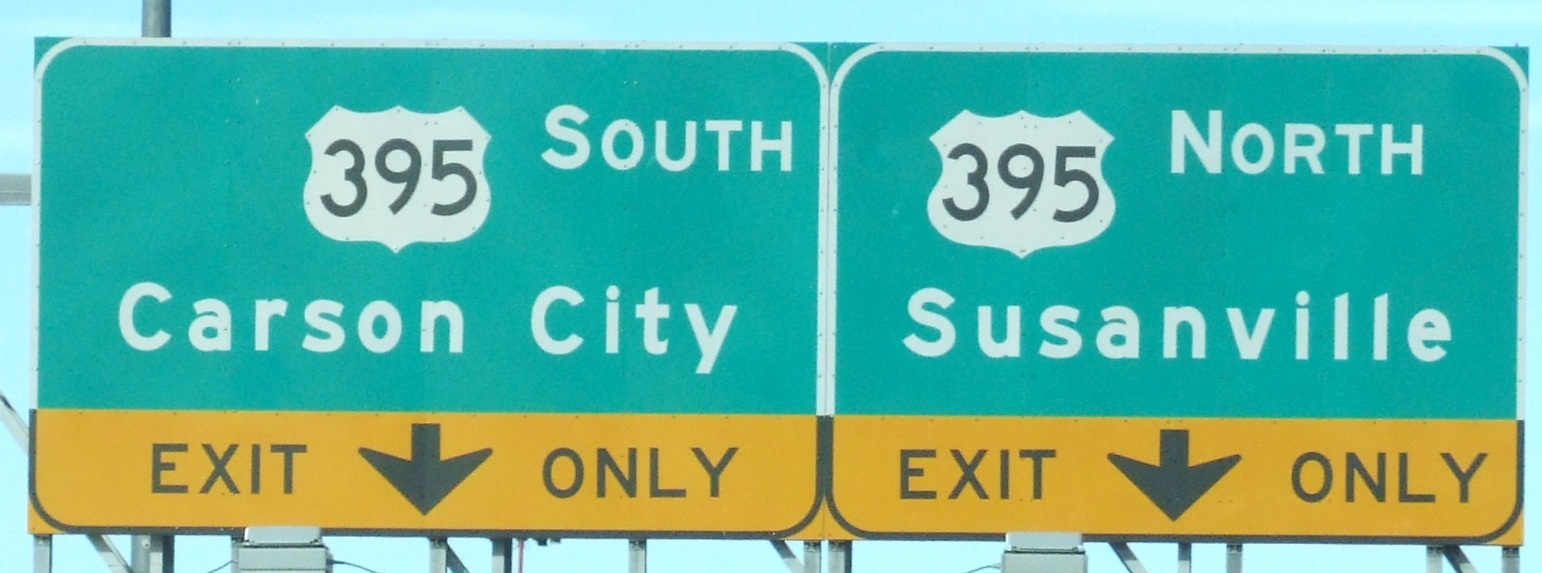 395 SOUTH
Carson City
EXIT ONLY
395 NORTH
Susanville
EXIT ONLY